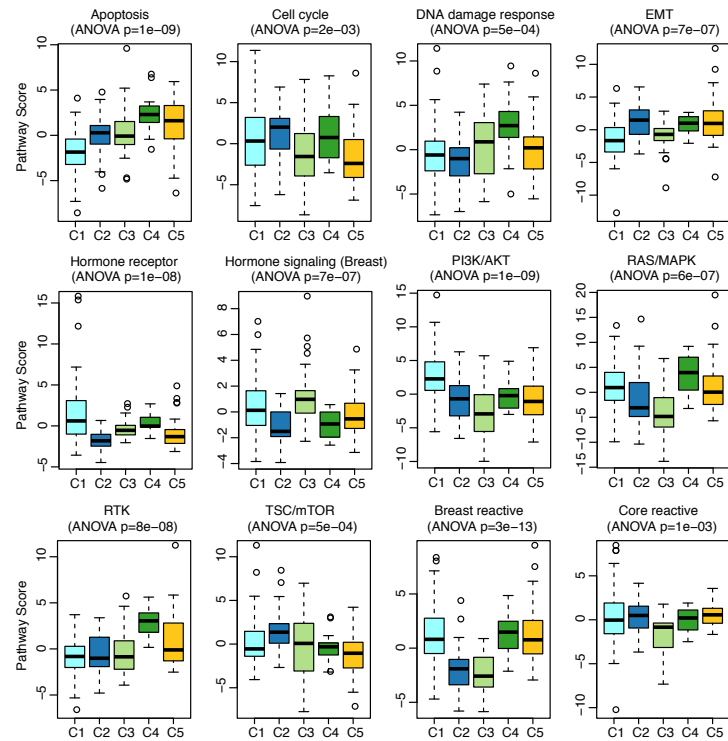 Apoptosis
(ANOVA p=1e-09)
Pathway Score
10
5
0
−5
C1 C2 C3 C4 C5
Cell cycle
(ANOVA p=2e-03)
10
5
0
−5
C1 C2 C3 C4 C5
DNA damage response
(ANOVA p=5e-04)
10
5
0
−5
C1 C2 C3 C4 C5
EMT
(ANOVA p=7e-07)
10
5
0
−5
−10
C1 C2 C3 C4 C5
Hormone receptor
(ANOVA p=1e-08)
Pathway Score
15
10
5
0
−5
C1 C2 C3 C4 C5
Hormone signaling (Breast)
(ANOVA p=7e-07)
8
6
4
2
0
−2
−4
C1 C2 C3 C4 C5
PI3K/AKT
(ANOVA p=1e-09)
15
10
5
0
−5
−10
C1 C2 C3 C4 C5
RAS/MAPK
(ANOVA p=6e-07)
20
15
10
5
0
−5
−15
C1 C2 C3 C4 C5
RTK
(ANOVA p=8e-08)
Pathway Score
10
5
0
−5
C1 C2 C3 C4 C5
TSC/mTOR
(ANOVA p=5e-04)
10
5
0
−5
C1 C2 C3 C4 C5
Breast reactive
(ANOVA p=3e-13)
5
0
−5
C1 C2 C3 C4 C5
Core reactive
(ANOVA p=1e-03)
5
0
−5
−10
C1 C2 C3 C4 C5